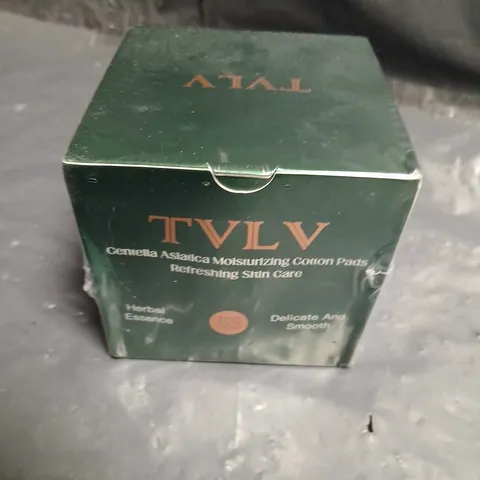 TVLV
TVLV
Centella Asiatica Moisturizing Cotton Pads
Refreshing Skin Care
Herbal
Essence
Delicate And
Smooth